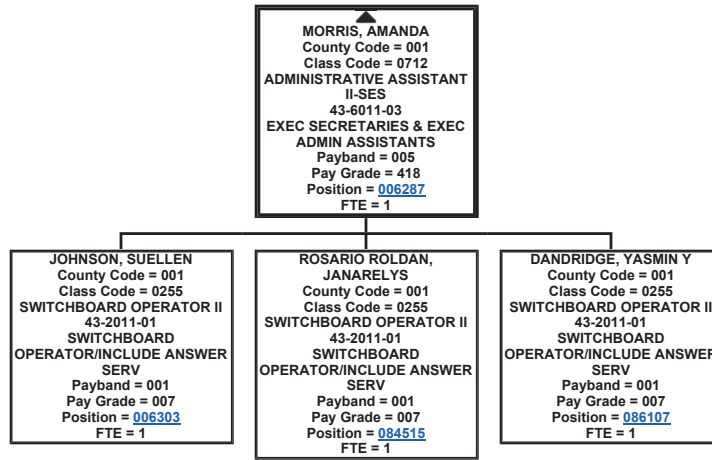 MORRIS, AMANDA
County Code = 001
Class Code = 0712
ADMINISTRATIVE ASSISTANT
II-SES
43-6011-03
EXEC SECRETARIES & EXEC
ADMIN ASSISTANTS
Payband = 005
Pay Grade = 418
Position = 006287
FTE = 1
JOHNSON, SUELLEN
County Code = 001
Class Code = 0255
SWITCHBOARD OPERATOR II
43-2011-01
SWITCHBOARD
OPERATOR/INCLUDE ANSWER
SERV
Payband = 001
Pay Grade = 007
Position = 006303
FTE = 1
ROSARIO ROLDAN,
JANARELYS
County Code = 001
Class Code = 0255
SWITCHBOARD OPERATOR II
43-2011-01
SWITCHBOARD
OPERATOR/INCLUDE ANSWER
SERV
Payband = 001
Pay Grade = 007
Position = 084515
FTE = 1
DANDRIDGE, YASMIN Y
County Code = 001
Class Code = 0255
SWITCHBOARD OPERATOR II
43-2011-01
SWITCHBOARD
OPERATOR/INCLUDE ANSWER
SERV
Payband = 001
Pay Grade = 007
Position = 086107
FTE = 1